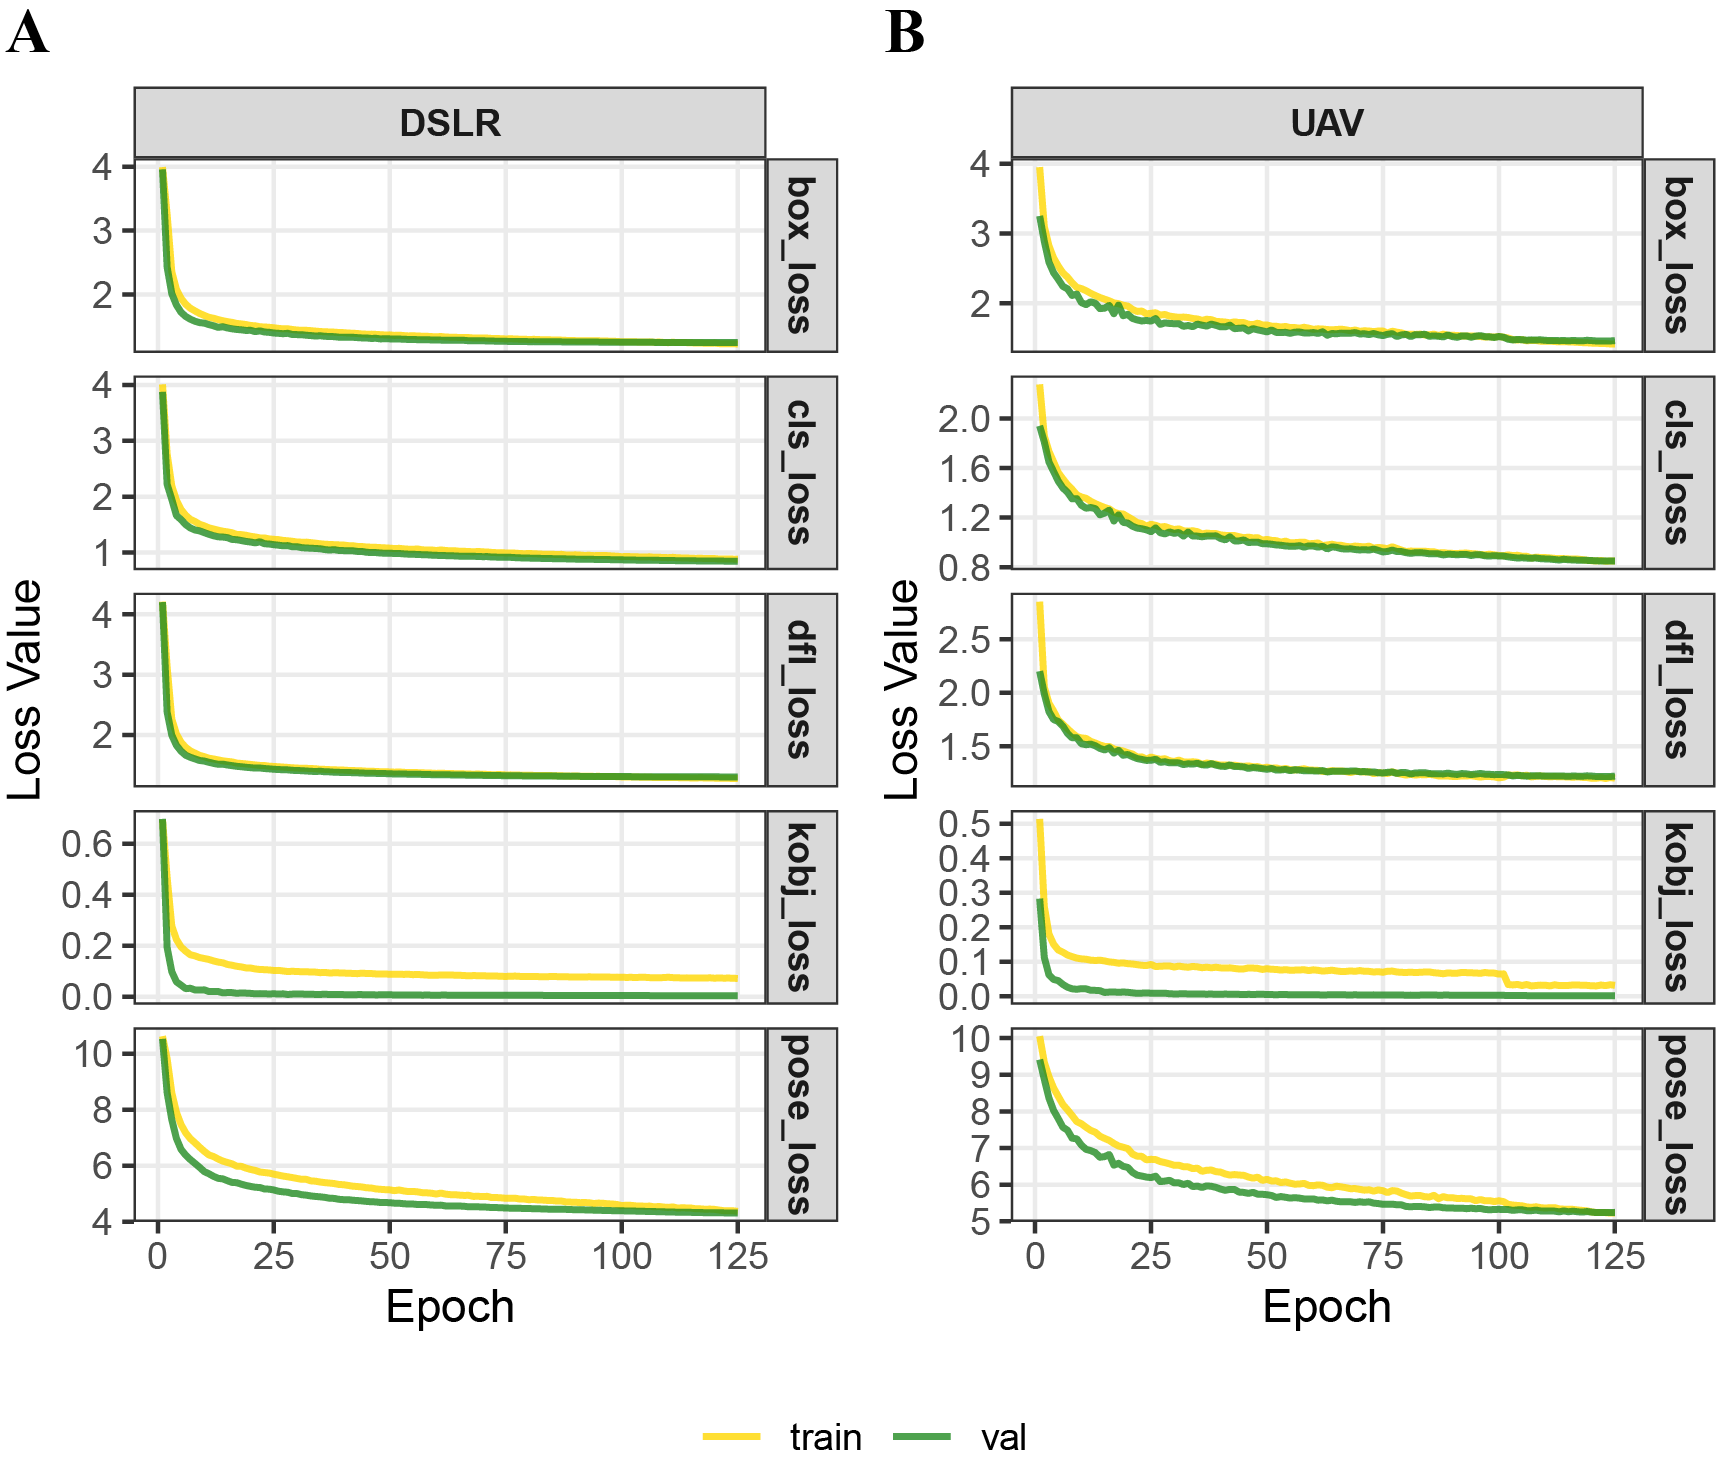 A
DSLR
Loss Value
4
3
2
box_loss
4
3
2
1
cls_loss
4
3
2
dfl_loss
0.6
0.4
0.2
0.0
kobj_loss
10
8
6
4
pose_loss
0 25 50 75 100 125
Epoch
B
UAV
Loss Value
4
3
2
box_loss
2.0
1.6
1.2
0.8
cls_loss
2.5
2.0
1.5
dfl_loss
0.5
0.4
0.3
0.2
0.1
0.0
kobj_loss
10
9
8
7
6
5
pose_loss
0 25 50 75 100 125
Epoch
train val